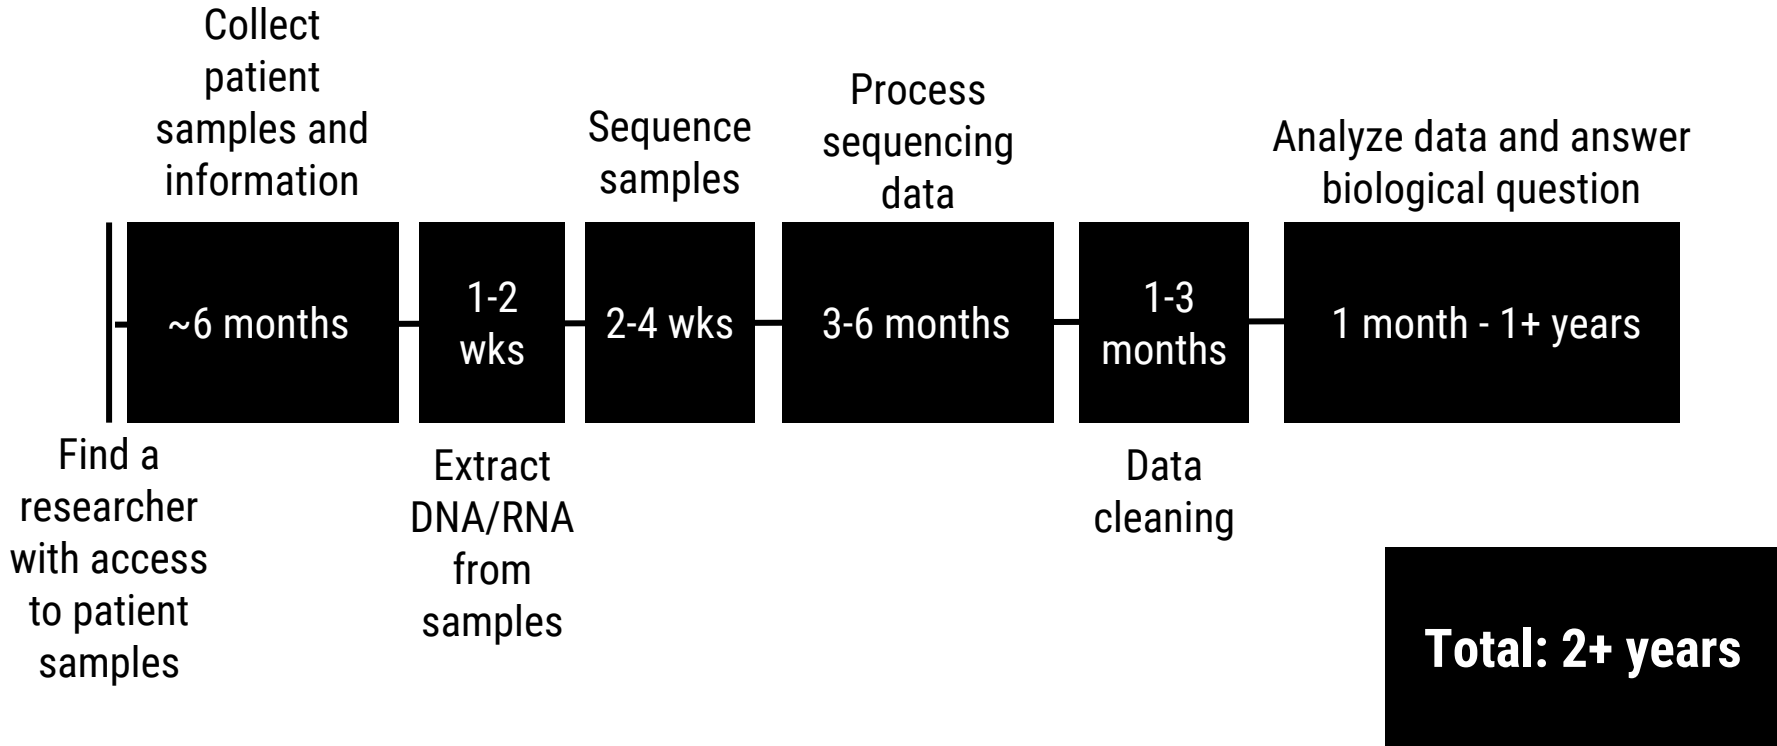 Collect
patient
samples and
information
~6 months
Find a
researcher
with access
to patient
samples
1-2
wks
Extract
DNA/RNA
from
samples
Sequence
samples
2-4 wks
Process
sequencing
data
3-6 months
1-3
months
Data
cleaning
Analyze data and answer
biological question
1 month - 1+ years
Total: 2+ years